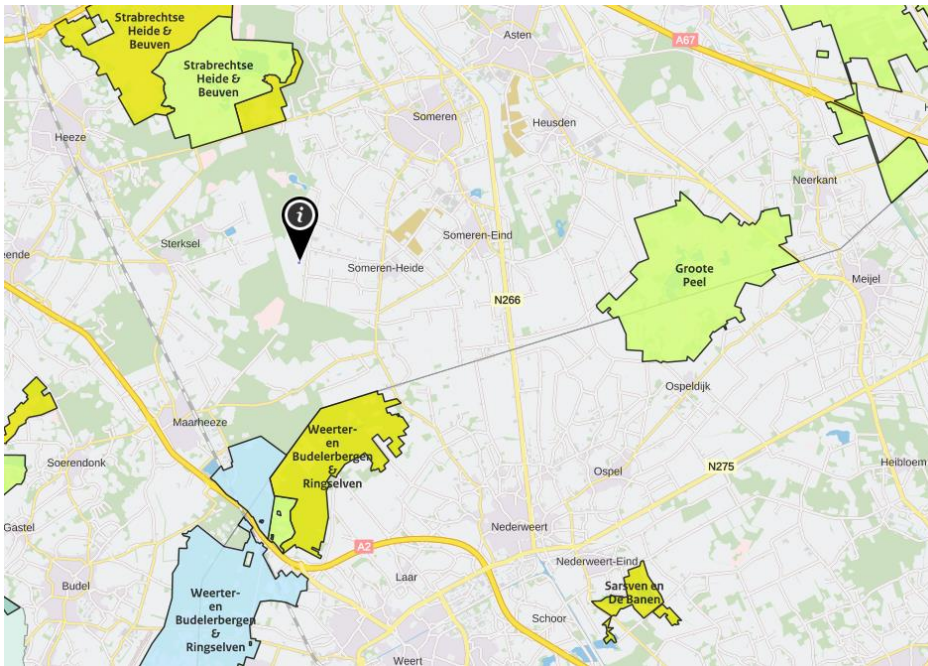 Strabrechtse
Heide &
Beuven
Strabrechtse
Heide &
Beuven
Asten
A67
Heeze
Someren
Heusden
Neerkant
i
Sterksel
Someren-Eind
eende
Someren-Heide
Groote
Peel
Meijel
N266
Ospeldijk
Maarheeze
Weerter-
en
Budelerbergen
&
Ringselven
Soerendonk
Ospel
N275
Heibloem
Gastel
Nederweert
A2
Nederweert-Eind
Budel
Laar
Sarsven en
De Banen
Weerter-
en
Budelerbergen
&
Ringselven
Schoor
Weert